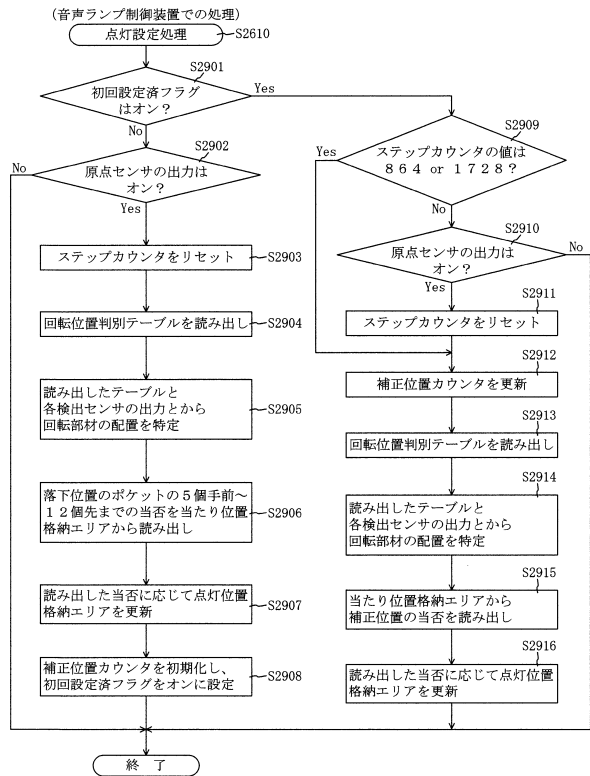 (音声ランプ制御装置での処理)
点灯設定処理
S2610
S2901
初回設定済フラグ
はオン?
Yes
No
S2902
原点センサの出力は
オン?
No
Yes
ステップカウンタをリセット
S2903
回転位置判別テーブルを読み出し
S2904
読み出したテーブルと
各検出センサの出力とから
回転部材の配置を特定
S2905
落下位置のポケットの5個手前~
12個先までの当否を当たり位置
格納エリアから読み出し
S2906
読み出した当否に応じて点灯位置
格納エリアを更新
S2907
補正位置カウンタを初期化し、
初回設定済フラグをオンに設定
S2908
S2909
ステップカウンタの値は
864 or 1728?
Yes
No
S2910
原点センサの出力は
オン?
No
Yes
S2911
ステップカウンタをリセット
S2912
補正位置カウンタを更新
S2913
回転位置判別テーブルを読み出し
S2914
読み出したテーブルと
各検出センサの出力とから
回転部材の配置を特定
S2915
当たり位置格納エリアから
補正位置の当否を読み出し
S2916
読み出した当否に応じて点灯位置
格納エリアを更新
終 了